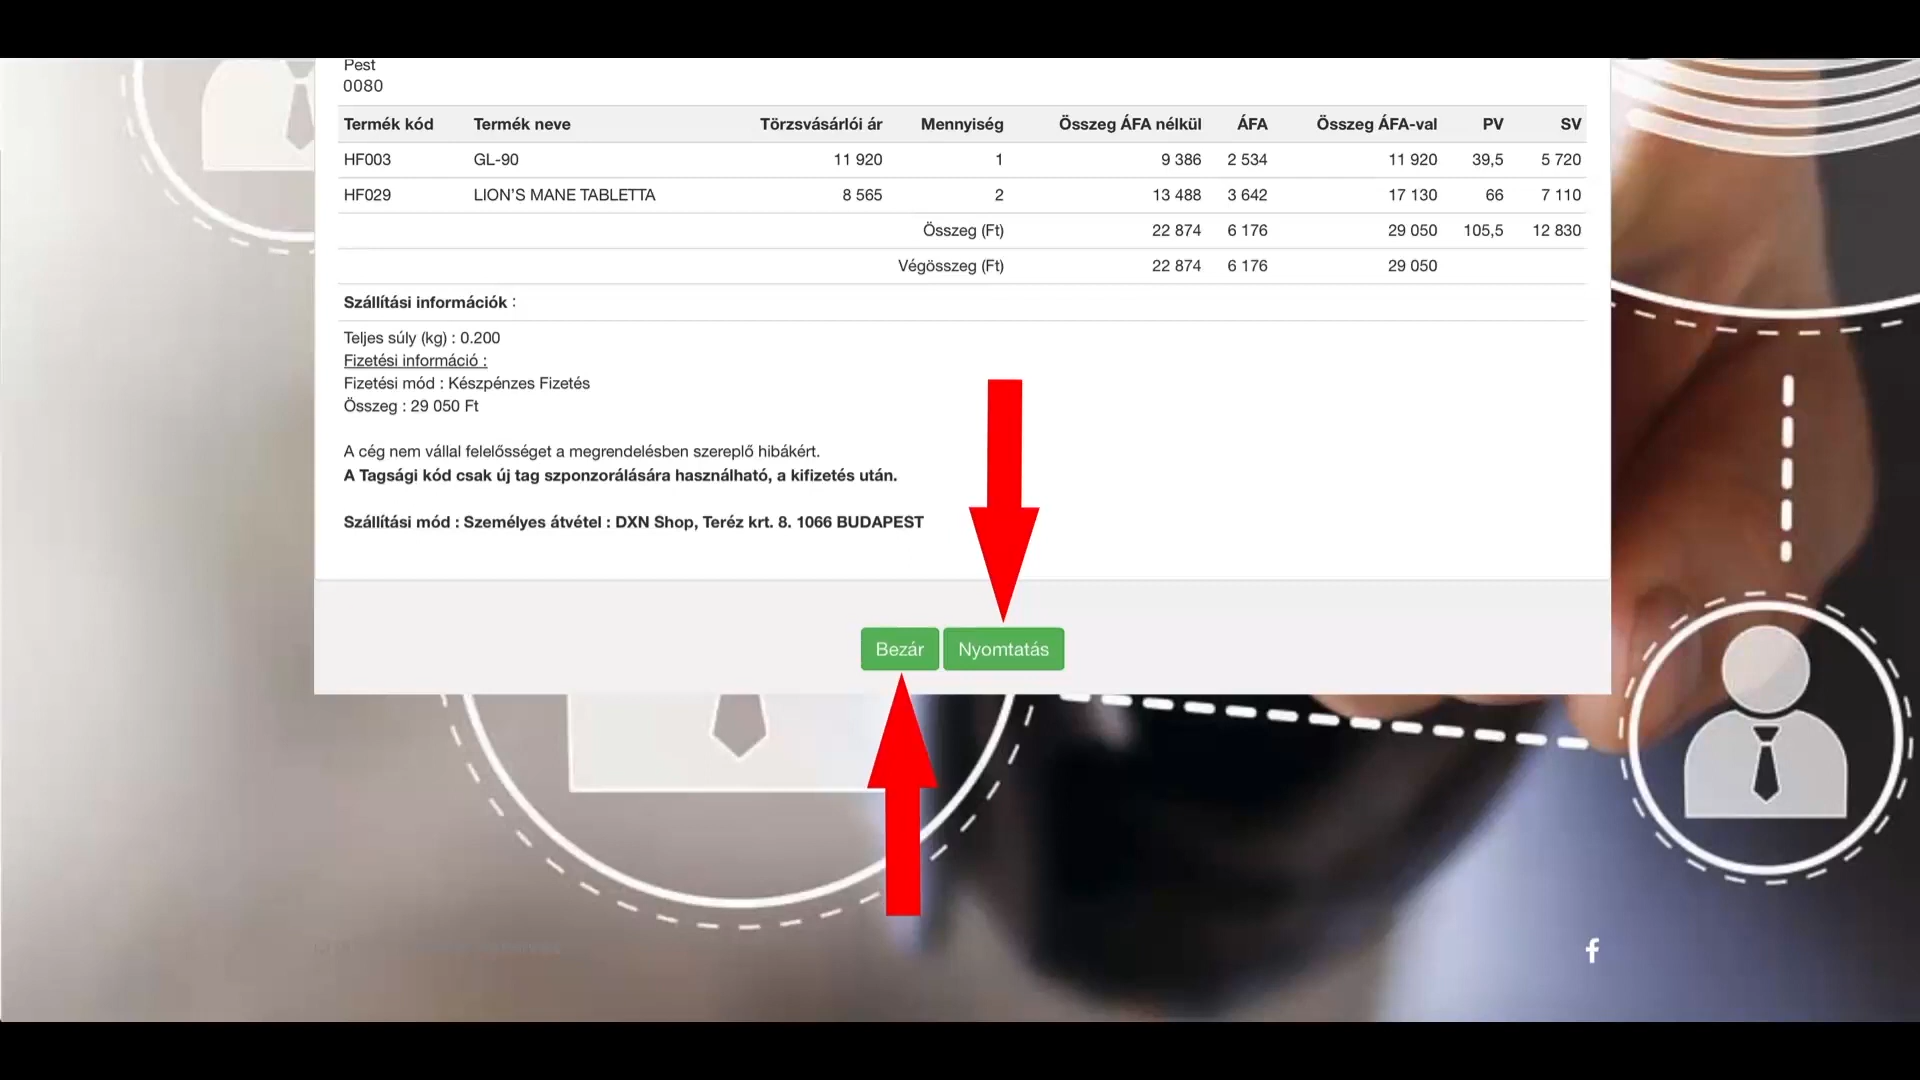 Pest
0080
Termék kód Termék neve Törzsvásárlói ár Mennyiség Összeg ÁFA nélkül ÁFA Összeg ÁFA-val PV SV
HF003 GL-90 11 920 1 9 386 2 534 11 920 39,5 5 720
HF029 LION’S MANE TABLETTA 8 565 2 13 488 3 642 17 130 66 7 110
Összeg (Ft) 22 874 6 176 29 050 105,5 12 830
Végösszeg (Ft) 22 874 6 176 29 050
Szállítási információk :
Teljes súly (kg) : 0.200
Fizetési információ :
Fizetési mód : Készpénzes Fizetés
Összeg : 29 050 Ft
A cég nem vállal felelősséget a megrendelésben szereplő hibákért.
A Tagsági kód csak új tag szponzorálására használható, a kifizetés után.
Szállítási mód : Személyes átvétel : DXN Shop, Teréz krt. 8. 1066 BUDAPEST
Bezár Nyomtatás